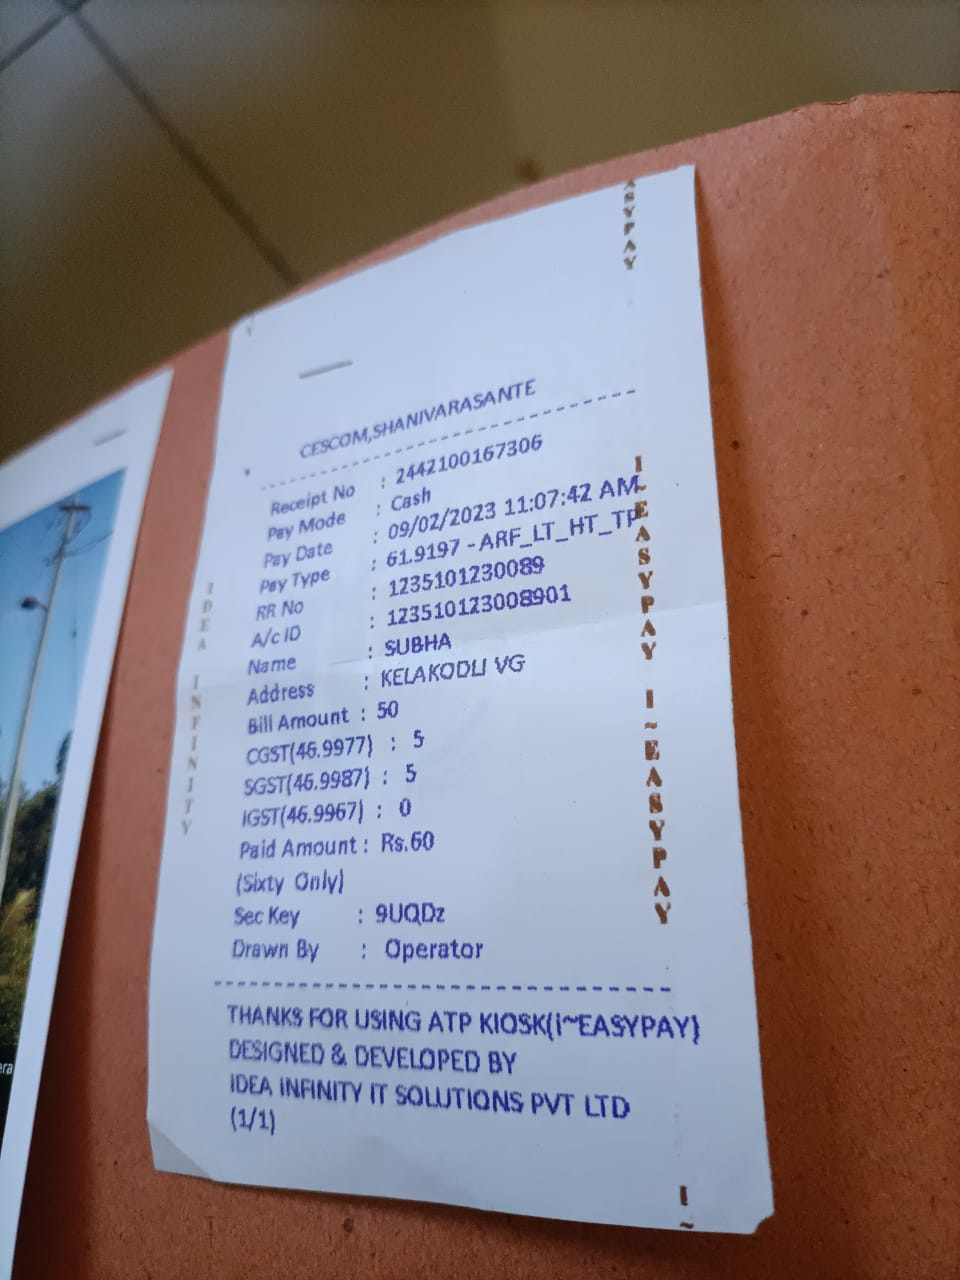 CESCOM,SHANIVARASANTE
Receipt No : 2442100167306
Pay Mode : Cash
Pay Date : 09/02/2023 11:07:42 AM
Pay Type : 61.9197 - ARF_LT_HT_TP
RR No : 1235101230089
A/c ID : 123510123008901
Name : SUBHA
Address : KELAKODLI VG
Bill Amount : 50
CGST(46.9977) : 5
SGST(46.9987) : 5
IGST(46.9967) : 0
Paid Amount : Rs.60
(Sixty Only)
Sec Key : 9UQDz
Drawn By : Operator
THANKS FOR USING ATP KIOSK(i~EASYPAY)
DESIGNED & DEVELOPED BY
IDEA INFINITY IT SOLUTIONS PVT LTD
(1/1)
IDEA INFINITY
ASYPAY
I~EASYPAY I~EASYPAY
I~